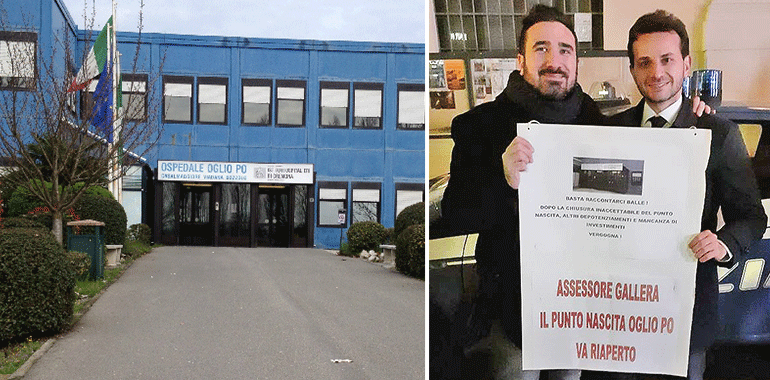 OSPEDALE OGLIO PO
BASTA RACCONTARCI BALLE !
DOPO LA CHIUSURA INACCETTABILE DEL PUNTO
NASCITA, ALTRI DEPOTENZIAMENTI E MANCANZA DI
INVESTIMENTI
VERGOGNA !
ASSESSORE GALLERA
IL PUNTO NASCITA OGLIO PO
VA RIAPERTO